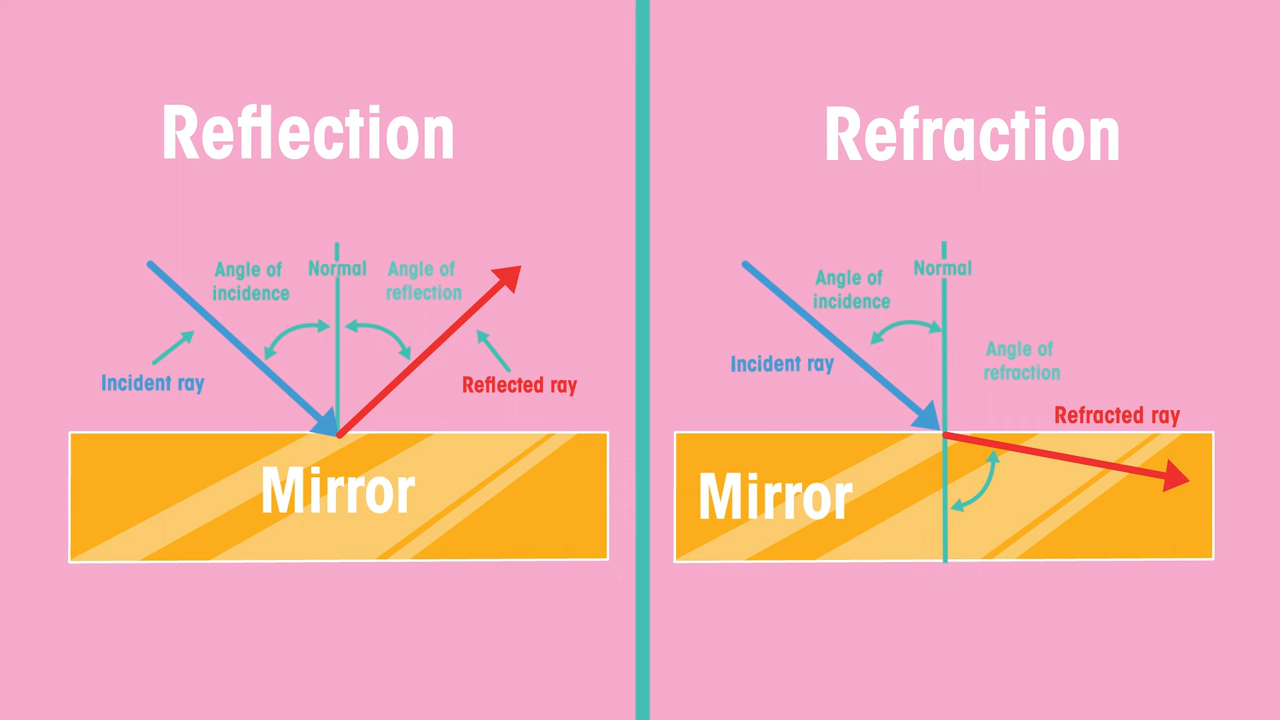 Reflection
Angle of
incidence
Normal
Angle of
reflection
Incident ray
Reflected ray
Mirror
Refraction
Angle of
incidence
Normal
Incident ray
Angle of
refraction
Refracted ray
Mirror